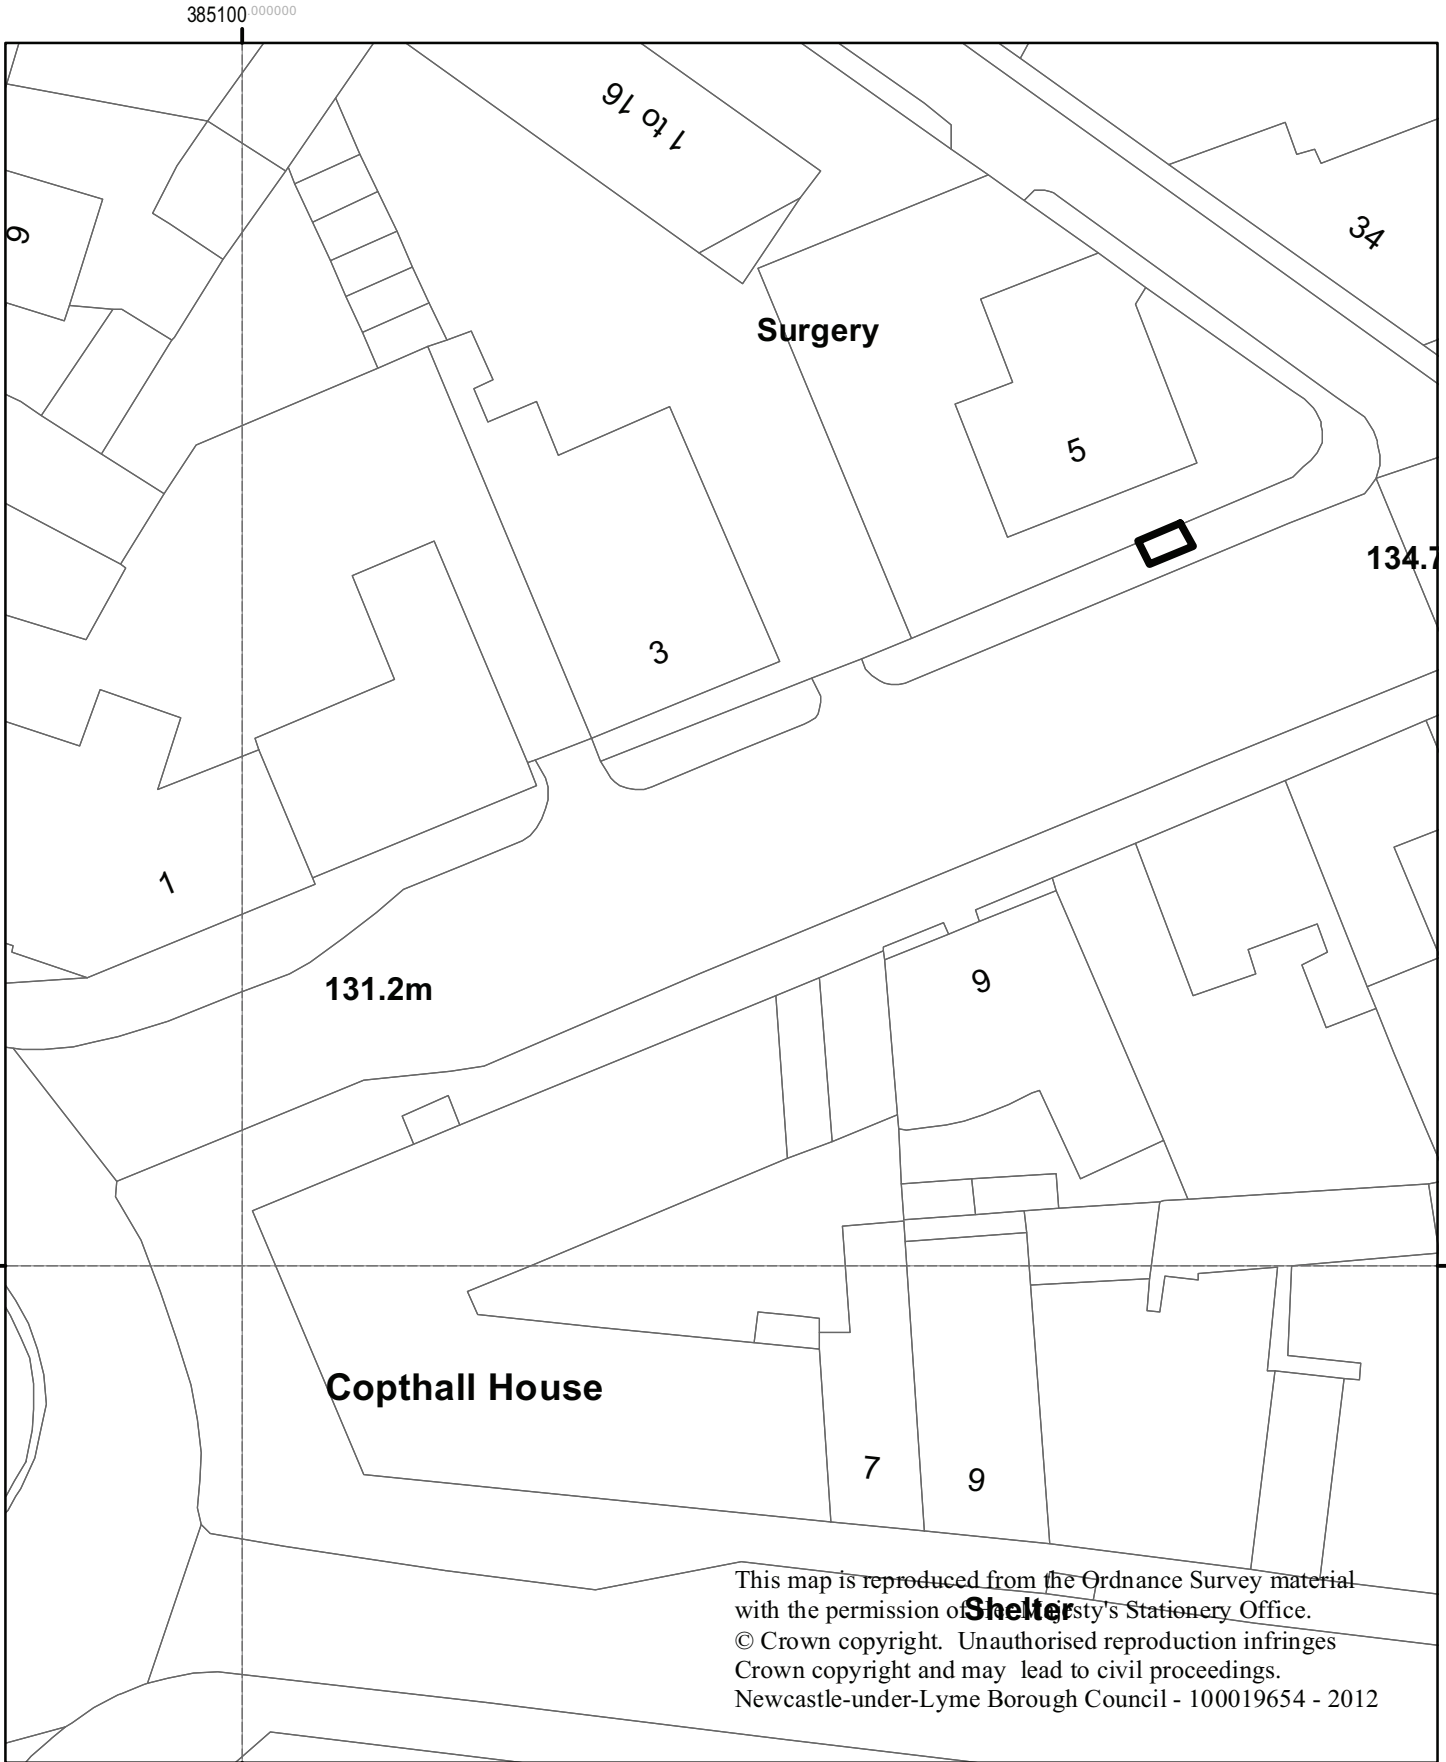 385100.000000
1 to 16
9
34
Surgery
5
134.7
3
1
131.2m
9
Copthall House
7
9
This map is reproduced from the Ordnance Survey material
Shelter
with the permission of Her Majesty's Stationery Office.
© Crown copyright. Unauthorised reproduction infringes
Crown copyright and may lead to civil proceedings.
Newcastle-under-Lyme Borough Council - 100019654 - 2012